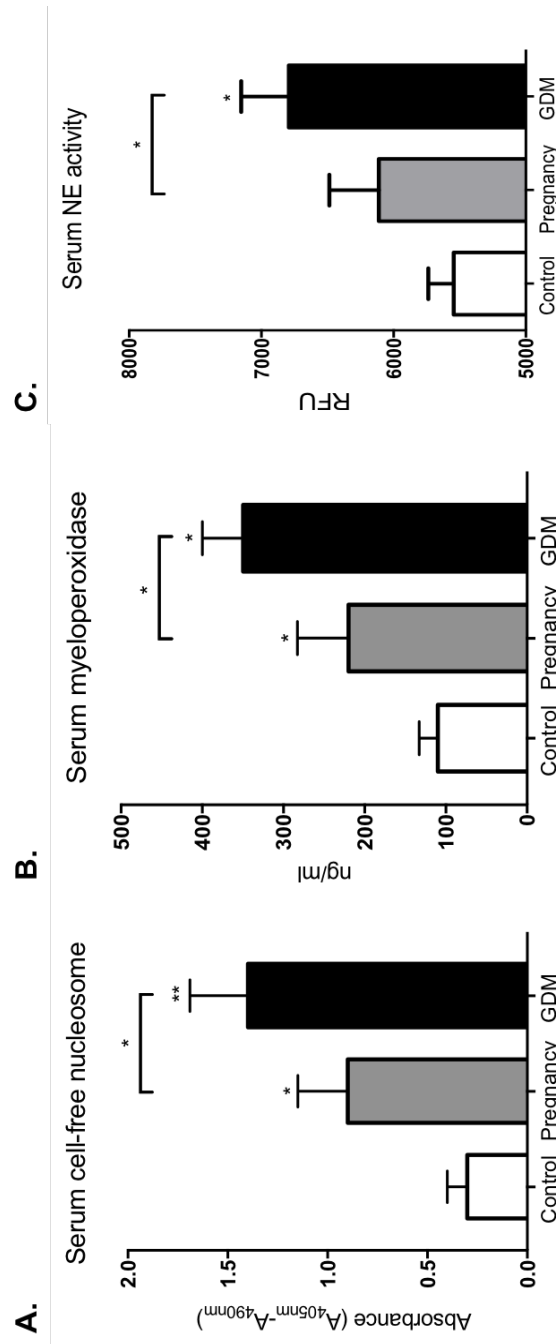 A.
Serum cell-free nucleosome
Absorbance (A405nm-A490nm)
2.0
1.5
1.0
0.5
0.0
*
*
**
Control Pregnancy GDM
B.
Serum myeloperoxidase
ng/ml
500
400
300
200
100
0
*
*
*
Control Pregnancy GDM
C.
Serum NE activity
RFU
8000
7000
6000
5000
*
*
Control Pregnancy GDM